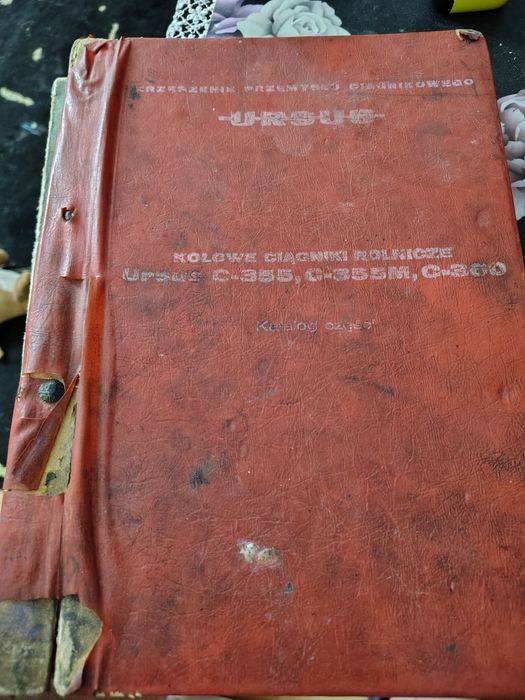 ZRZESZENIE PRZEMYSŁU CIĄGNIKOWEGO
URSUS
KOŁOWE CIĄGNIKI ROLNICZE
Ursus C-355, C-355M, C-360
Katalog części